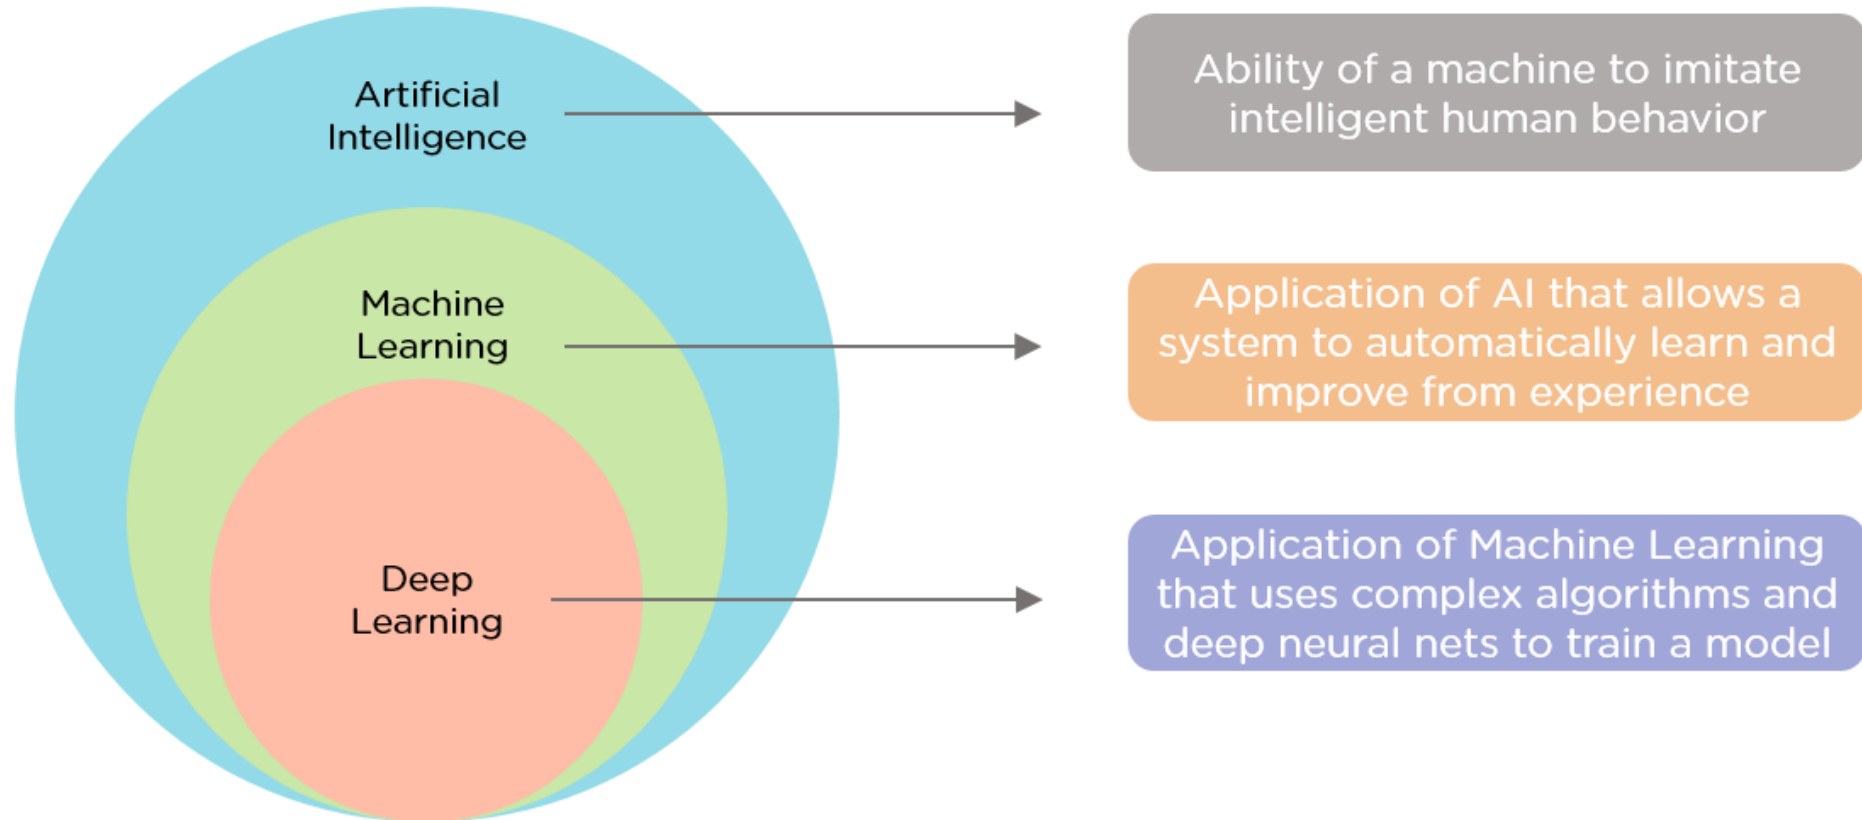 Artificial
Intelligence
Ability of a machine to imitate
intelligent human behavior
Machine
Learning
Application of AI that allows a
system to automatically learn and
improve from experience
Deep
Learning
Application of Machine Learning
that uses complex algorithms and
deep neural nets to train a model